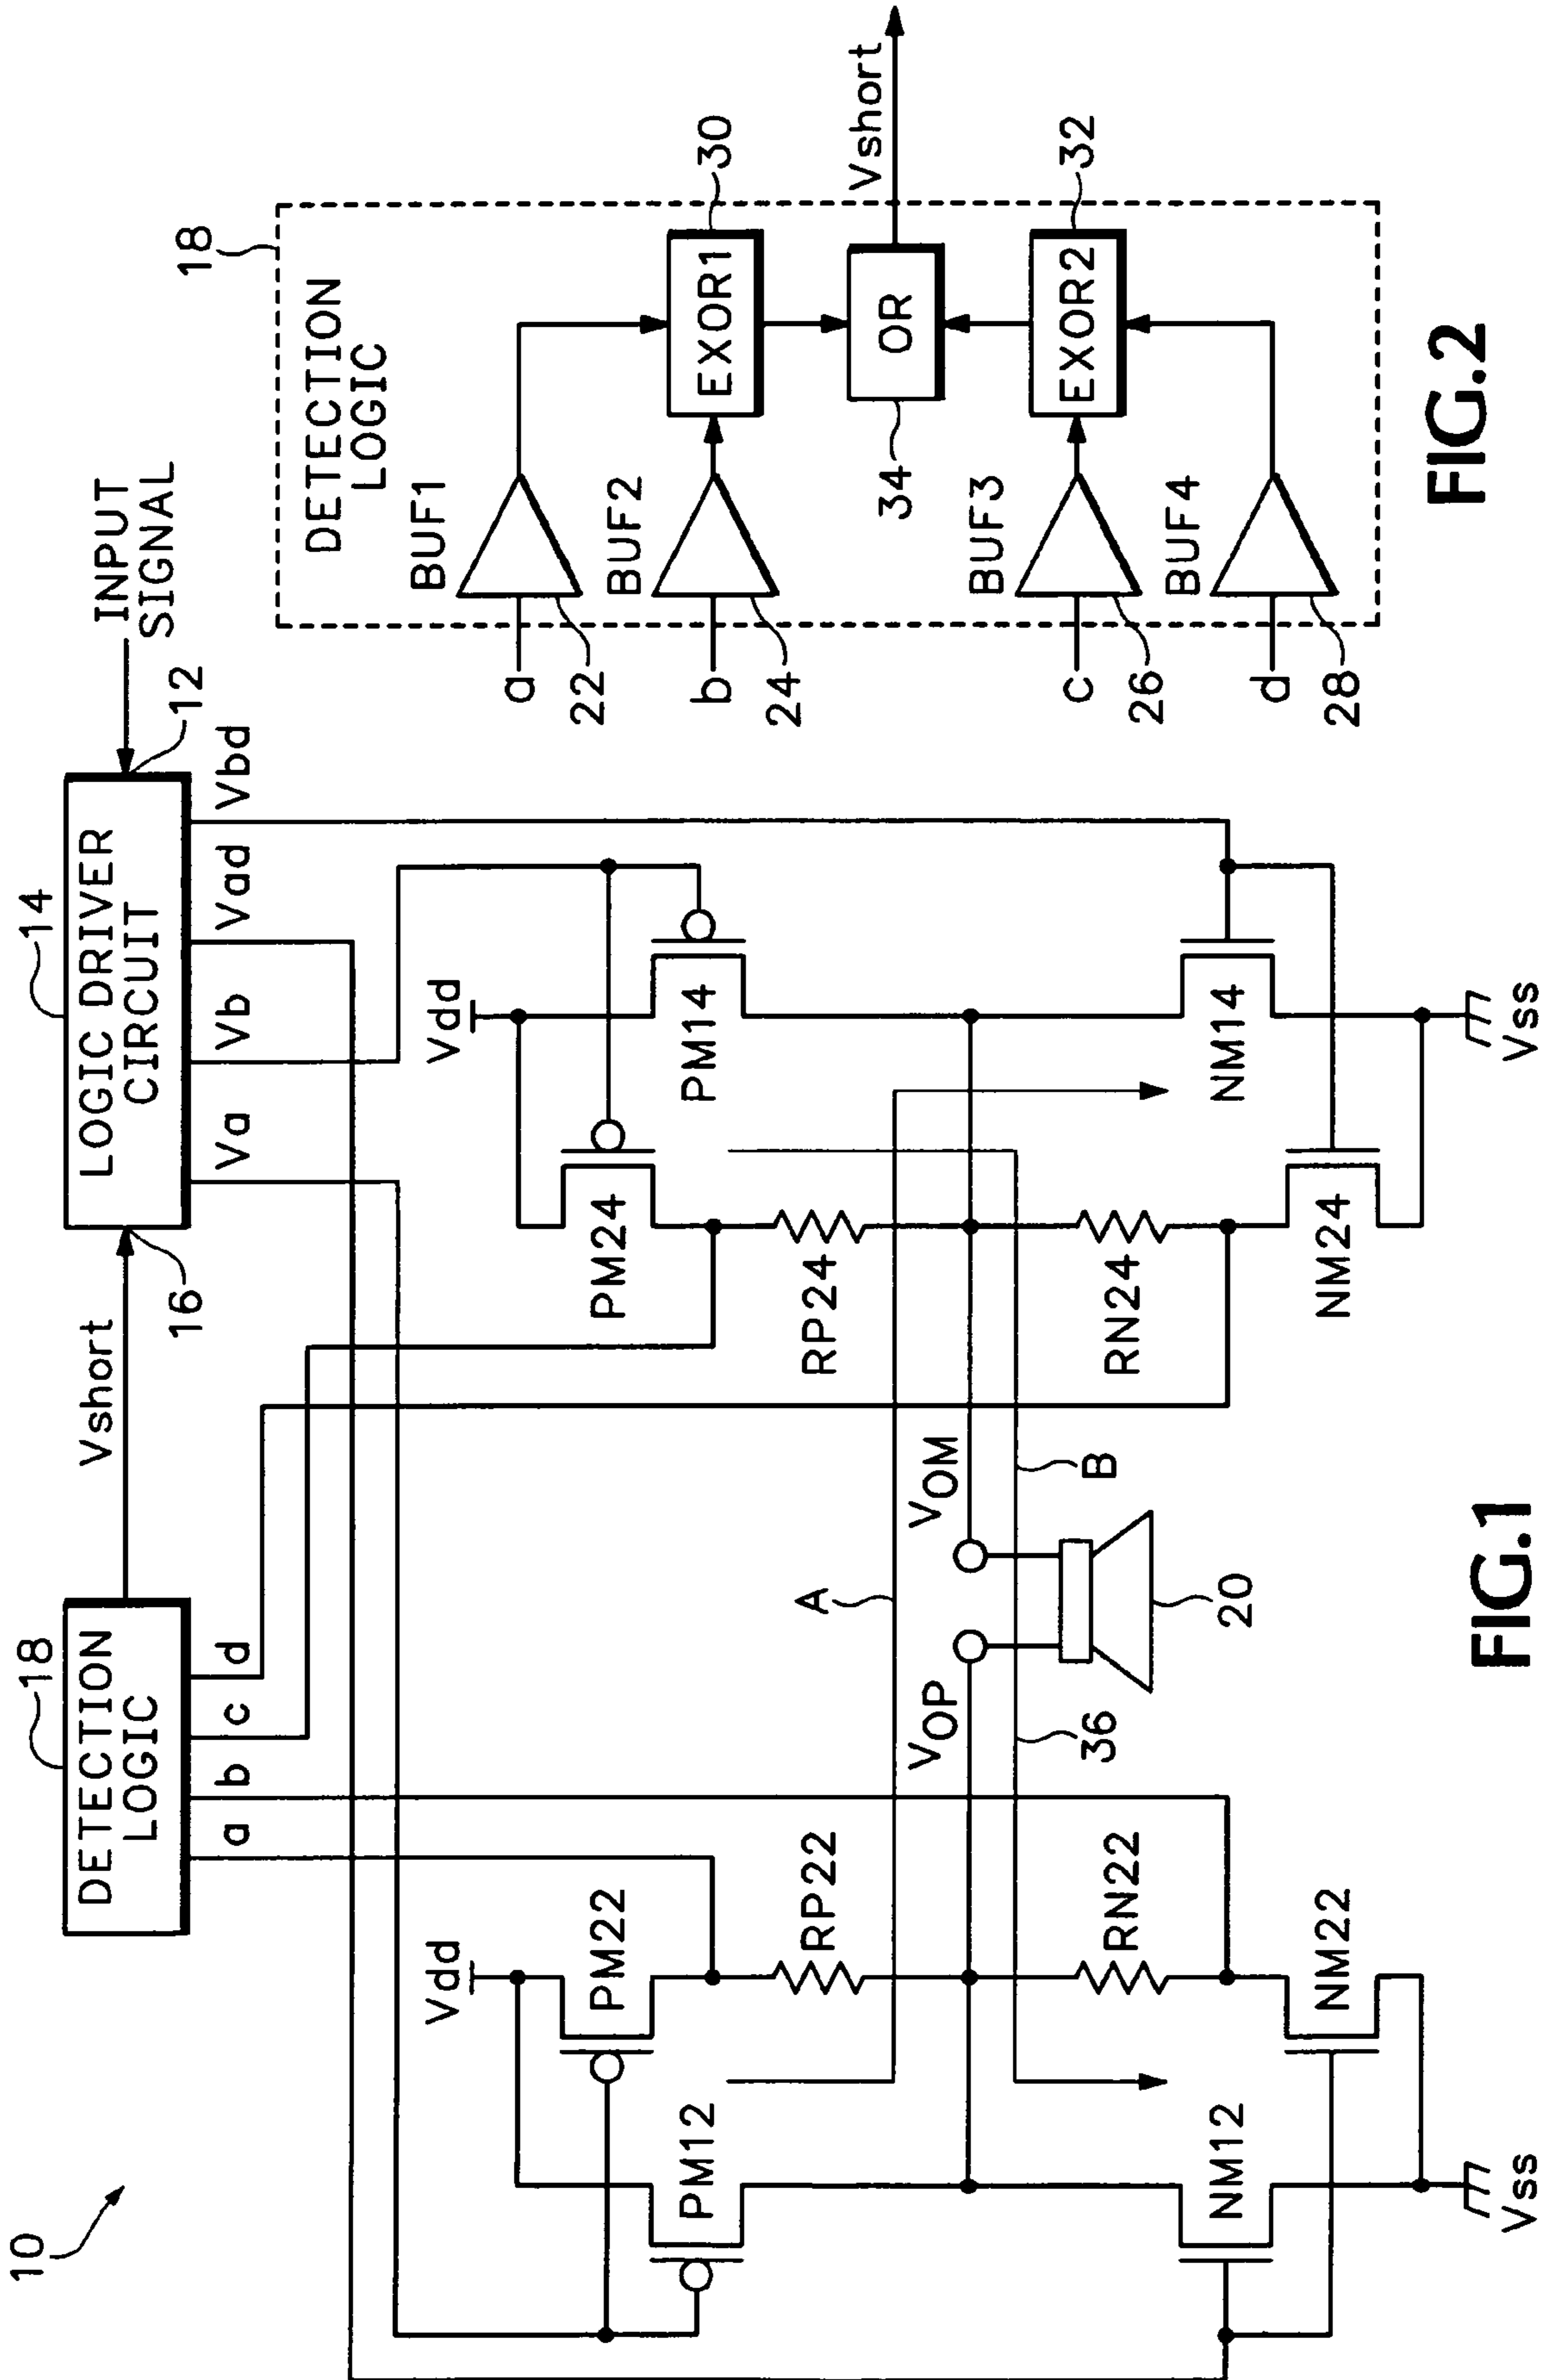 10
18
DETECTION
LOGIC
a
b
c
d
Vshort
16
14
LOGIC DRIVER
CIRCUIT
12
INPUT
SIGNAL
Va
Vb
Vad
Vbd
Vdd
PM12
PM22
RP22
RN22
NM12
NM22
Vss
VOP
VOM
A
B
36
20
Vdd
PM24
PM14
RP24
RN24
NM24
NM14
Vss
FIG.1
18
DETECTION
LOGIC
a
BUF1
22
b
BUF2
24
c
BUF3
26
d
BUF4
28
EXOR1
30
OR
34
EXOR2
32
Vshort
FIG.2